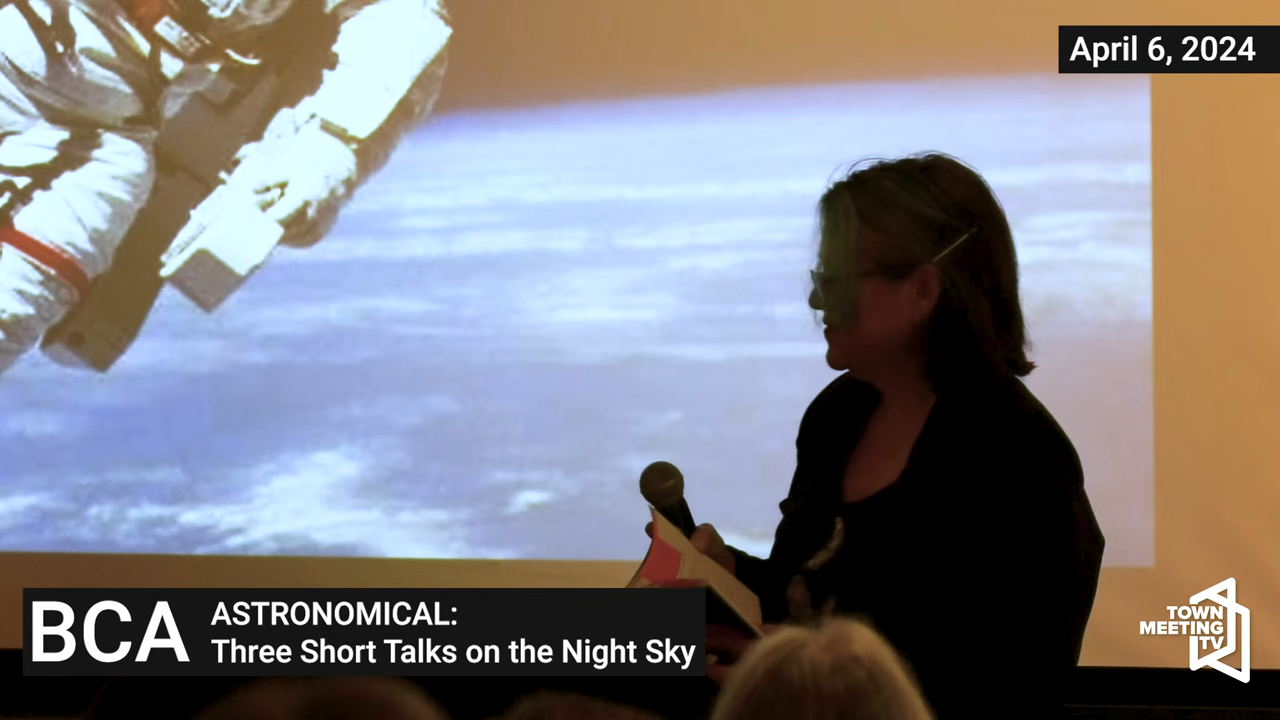 April 6, 2024
BCA
ASTRONOMICAL:
Three Short Talks on the Night Sky
TOWN
MEETING
TV